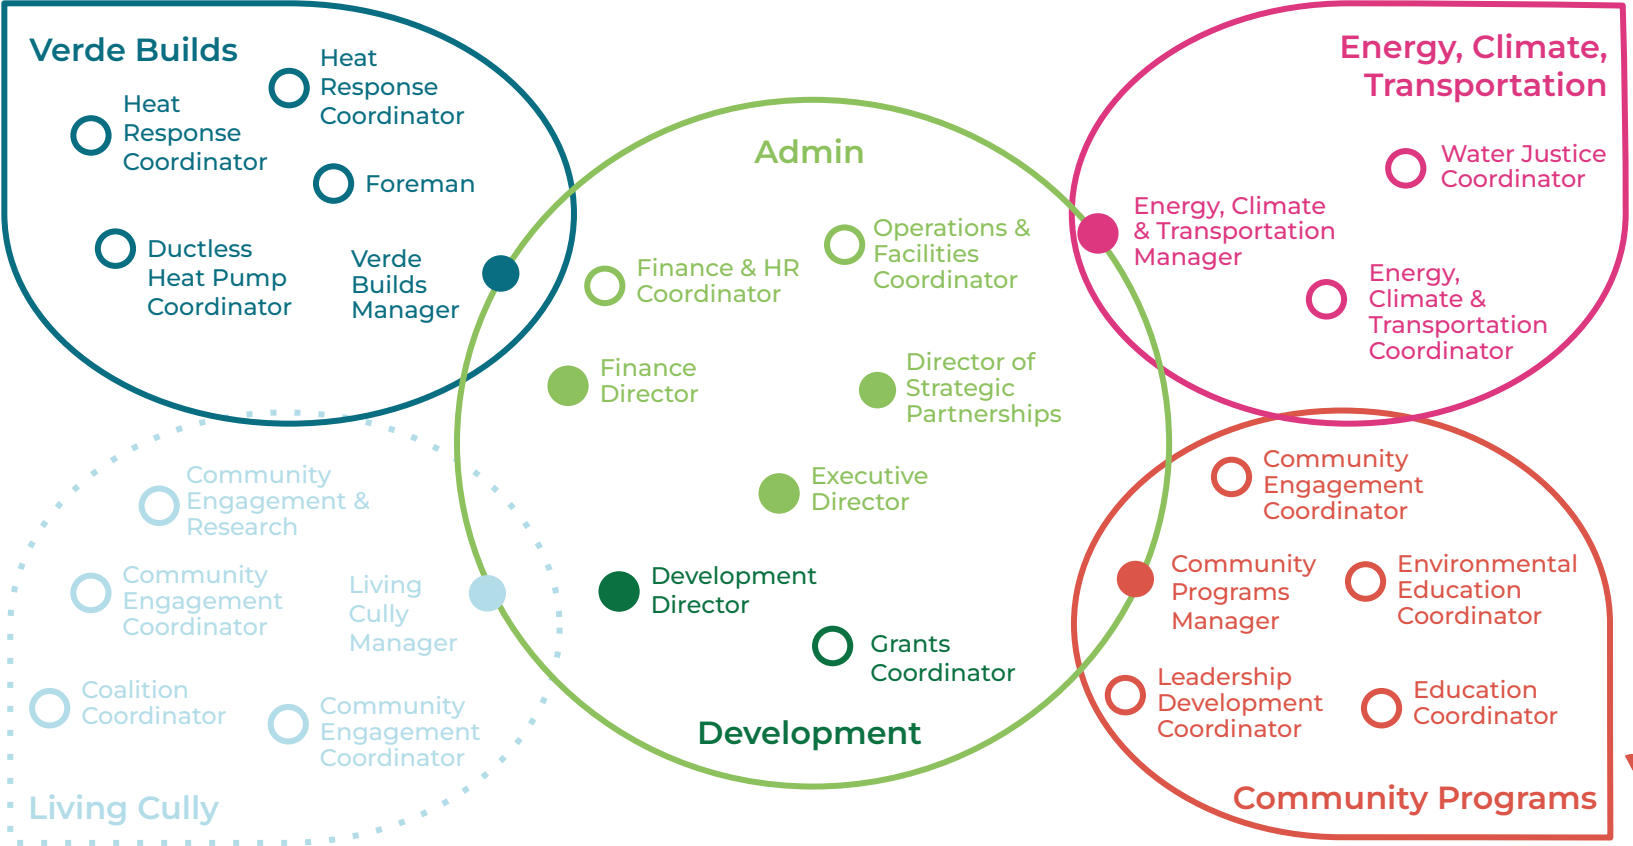 Verde Builds
Heat
Response
Coordinator
Heat
Response
Coordinator
Foreman
Ductless
Heat Pump
Coordinator
Verde
Builds
Manager
Admin
Operations &
Facilities
Coordinator
Finance & HR
Coordinator
Finance
Director
Director of
Strategic
Partnerships
Executive
Director
Development
Director
Grants
Coordinator
Development
Energy, Climate,
Transportation
Water Justice
Coordinator
Energy, Climate
& Transportation
Manager
Energy,
Climate &
Transportation
Coordinator
Community
Engagement &
Research
Community
Engagement
Coordinator
Living
Cully
Manager
Coalition
Coordinator
Community
Engagement
Coordinator
Living Cully
Community
Engagement
Coordinator
Community
Programs
Manager
Environmental
Education
Coordinator
Leadership
Development
Coordinator
Education
Coordinator
Community Programs